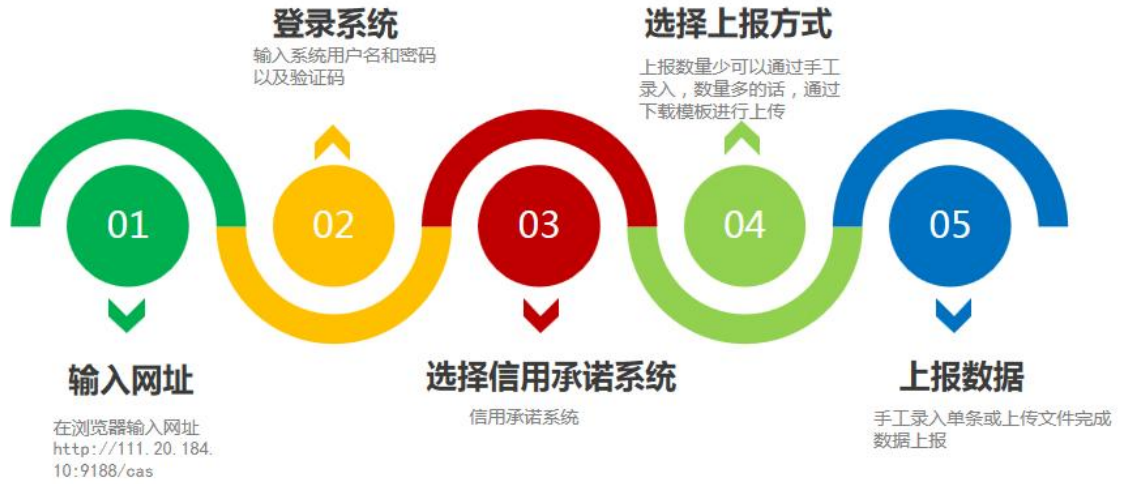 登录系统
输入系统用户名和密码
以及验证码
选择上报方式
上报数量少可以通过手工
录入，数量多的话，通过
下载模板进行上传
01
02
03
04
05
输入网址
在浏览器输入网址
http://111.20.184.
10:9188/cas
选择信用承诺系统
信用承诺系统
上报数据
手工录入单条或上传文件完成
数据上报